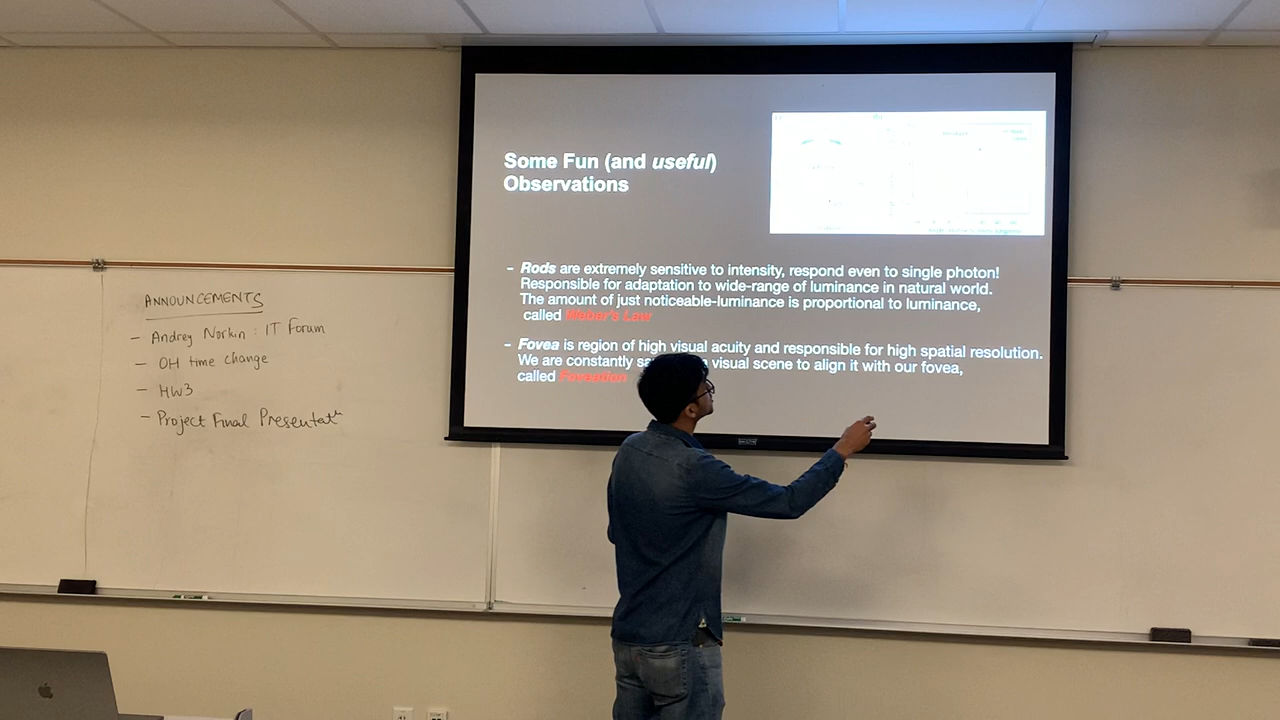 ANNOUNCEMENTS
- Andrey Norkin : IT Forum
- OH time change
- HW3
- Project Final Presentatn
Some Fun (and useful)
Observations
- Rods are extremely sensitive to intensity, respond even to single photon!
Responsible for adaptation to wide-range of luminance in natural world.
The amount of just noticeable-luminance is proportional to luminance,
called Weber's Law
- Fovea is region of high visual acuity and responsible for high spatial resolution.
We are constantly visual scene to align it with our fovea,
called Foveation